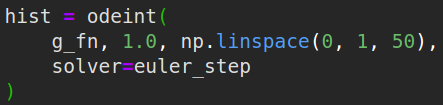 hist = odeint(
    g_fn, 1.0, np.linspace(0, 1, 50),
    solver=euler_step
)